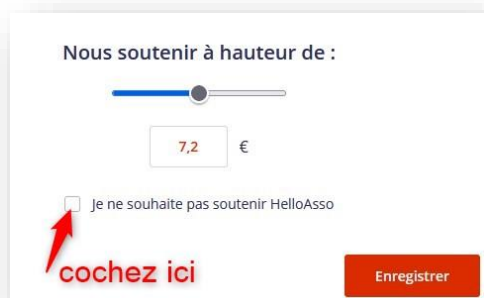 Nous soutenir à hauteur de :
7,2 €
Je ne souhaite pas soutenir HelloAsso
cochez ici
Enregistrer